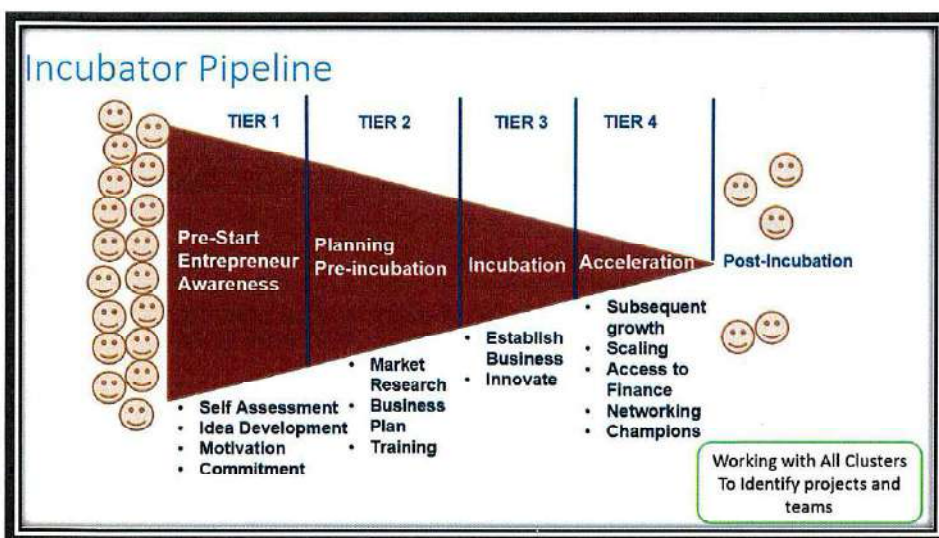 Incubator Pipeline
TIER 1
TIER 2
TIER 3
TIER 4
Pre-Start
Entrepreneur
Awareness
Planning
Pre-incubation
Incubation
Acceleration
Post-Incubation
• Self Assessment
• Idea Development
• Motivation
• Commitment
• Market
Research
• Business
Plan
• Training
• Establish
Business
• Innovate
• Subsequent
growth
• Scaling
• Access to
Finance
• Networking
• Champions
Working with All Clusters
To Identify projects and
teams